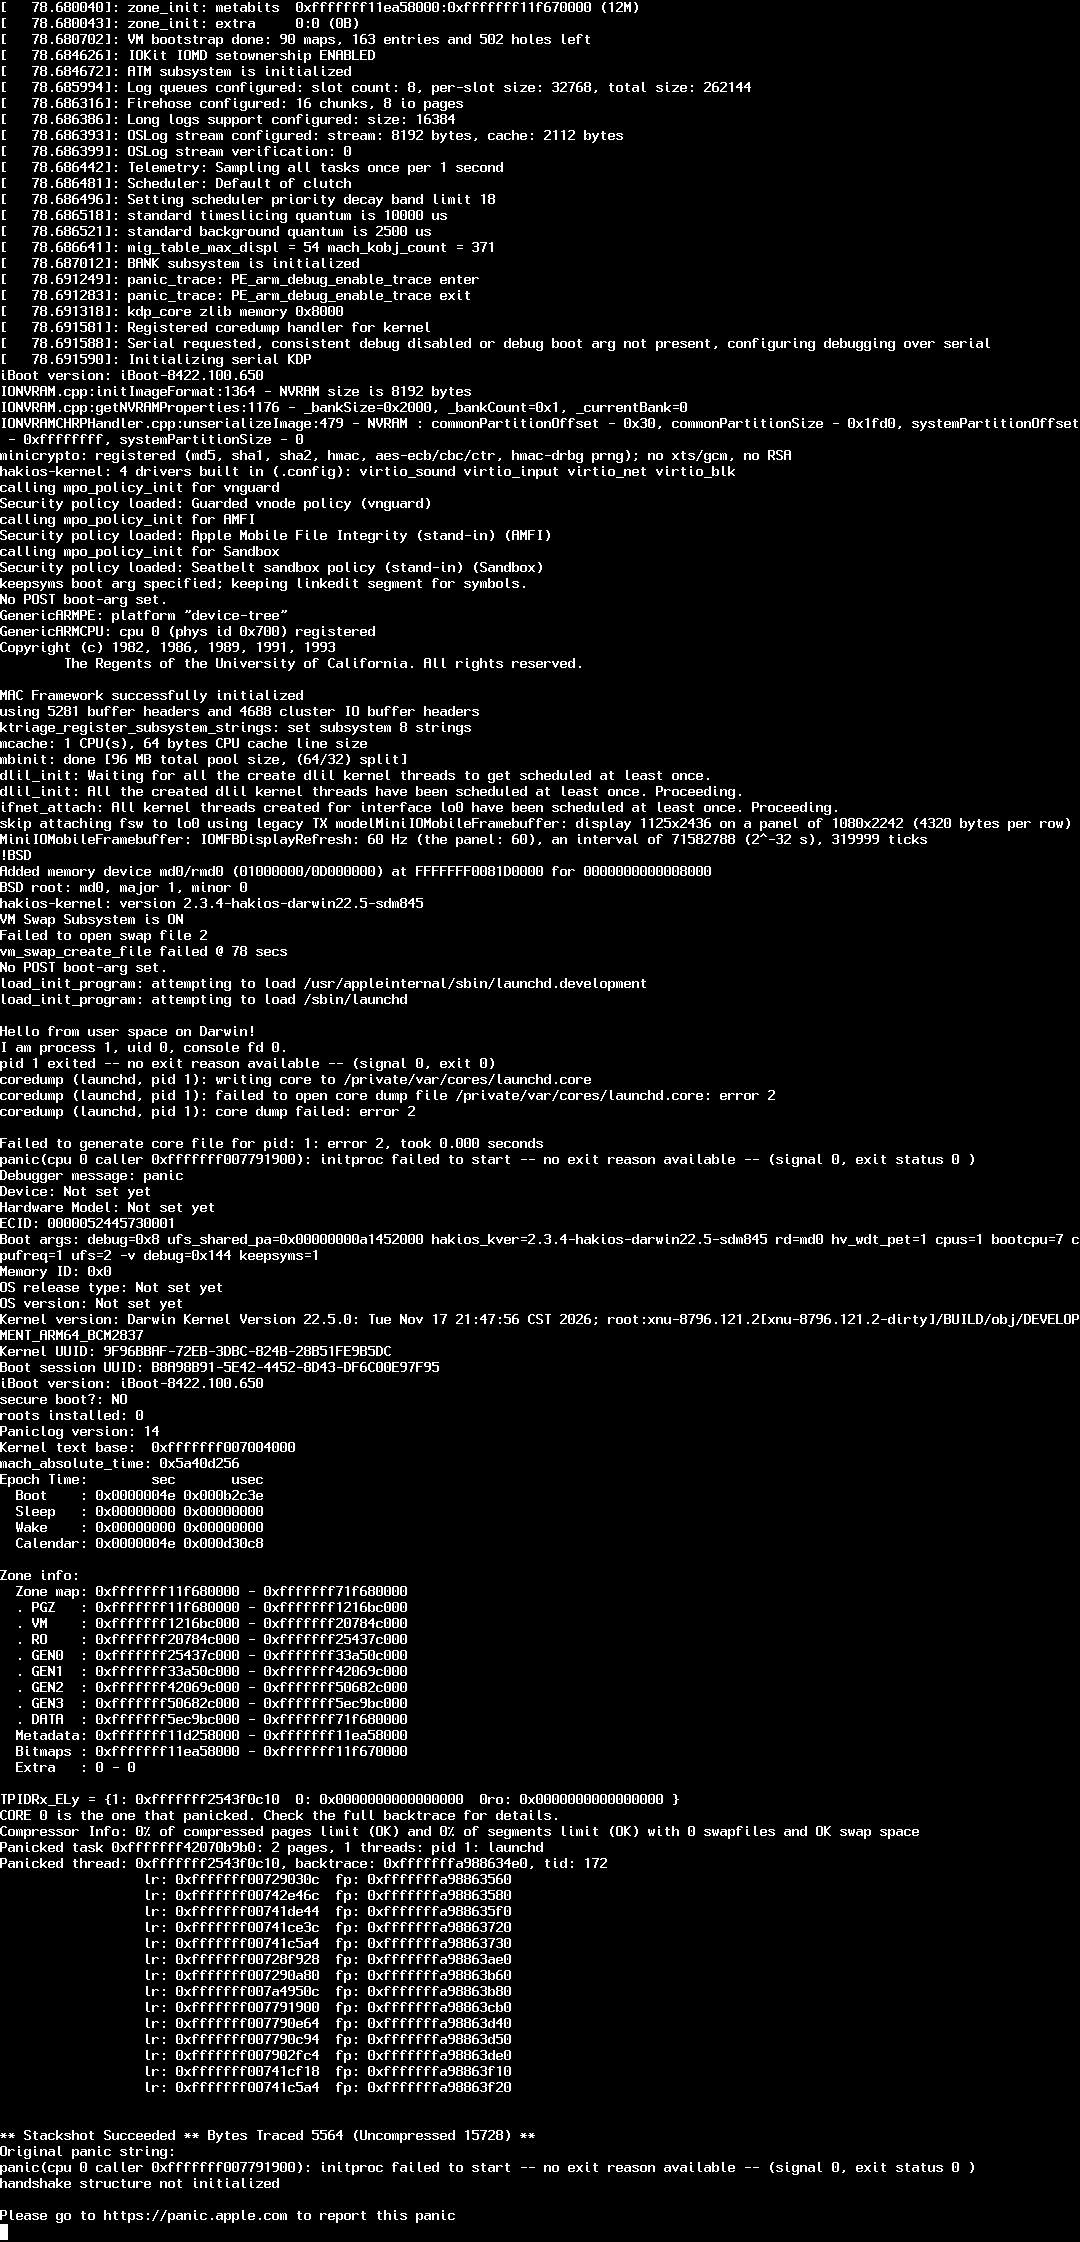 [   78.680040]: zone_init: metabits  0xfffffff11ea58000:0xfffffff11f670000 (12M)
[   78.680043]: zone_init: extra     0:0 (0B)
[   78.680702]: VM bootstrap done: 90 maps, 163 entries and 502 holes left
[   78.684626]: IOKit IOMD setownership ENABLED
[   78.684672]: ATM subsystem is initialized
[   78.685994]: Log queues configured: slot count: 8, per-slot size: 32768, total size: 262144
[   78.686316]: Firehose configured: 16 chunks, 8 io pages
[   78.686386]: Long logs support configured: size: 16384
[   78.686393]: OSLog stream configured: stream: 8192 bytes, cache: 2112 bytes
[   78.686399]: OSLog stream verification: 0
[   78.686442]: Telemetry: Sampling all tasks once per 1 second
[   78.686481]: Scheduler: Default of clutch
[   78.686496]: Setting scheduler priority decay band limit 18
[   78.686518]: standard timeslicing quantum is 10000 us
[   78.686521]: standard background quantum is 2500 us
[   78.686641]: mig_table_max_displ = 54 mach_kobj_count = 371
[   78.687012]: BANK subsystem is initialized
[   78.691249]: panic_trace: PE_arm_debug_enable_trace enter
[   78.691283]: panic_trace: PE_arm_debug_enable_trace exit
[   78.691318]: kdp_core zlib memory 0x8000
[   78.691581]: Registered coredump handler for kernel
[   78.691588]: Serial requested, consistent debug disabled or debug boot arg not present, configuring debugging over serial
[   78.691590]: Initializing serial KDP
iBoot version: iBoot-8422.100.650
IONVRAM.cpp:initImageFormat:1364 - NVRAM size is 8192 bytes
IONVRAM.cpp:getNVRAMProperties:1176 - _bankSize=0x2000, _bankCount=0x1, _currentBank=0
IONVRAMCHRPHandler.cpp:unserializeImage:479 - NVRAM : commonPartitionOffset - 0x30, commonPartitionSize - 0x1fd0, systemPartitionOffset
 - 0xffffffff, systemPartitionSize - 0
minicrypto: registered (md5, sha1, sha2, hmac, aes-ecb/cbc/ctr, hmac-drbg prng); no xts/gcm, no RSA
hakios-kernel: 4 drivers built in (.config): virtio_sound virtio_input virtio_net virtio_blk
calling mpo_policy_init for vnguard
Security policy loaded: Guarded vnode policy (vnguard)
calling mpo_policy_init for AMFI
Security policy loaded: Apple Mobile File Integrity (stand-in) (AMFI)
calling mpo_policy_init for Sandbox
Security policy loaded: Seatbelt sandbox policy (stand-in) (Sandbox)
keepsyms boot arg specified; keeping linkedit segment for symbols.
No POST boot-arg set.
GenericARMPE: platform "device-tree"
GenericARMCPU: cpu 0 (phys id 0x700) registered
Copyright (c) 1982, 1986, 1989, 1991, 1993
        The Regents of the University of California. All rights reserved.

MAC Framework successfully initialized
using 5281 buffer headers and 4688 cluster IO buffer headers
ktriage_register_subsystem_strings: set subsystem 8 strings
mcache: 1 CPU(s), 64 bytes CPU cache line size
mbinit: done [96 MB total pool size, (64/32) split]
dlil_init: Waiting for all the create dlil kernel threads to get scheduled at least once.
dlil_init: All the created dlil kernel threads have been scheduled at least once. Proceeding.
ifnet_attach: All kernel threads created for interface lo0 have been scheduled at least once. Proceeding.
skip attaching fsw to lo0 using legacy TX modelMiniIOMobileFramebuffer: display 1125x2436 on a panel of 1080x2242 (4320 bytes per row)
MiniIOMobileFramebuffer: IOMFBDisplayRefresh: 60 Hz (the panel: 60), an interval of 71582788 (2^-32 s), 319999 ticks
!BSD
Added memory device md0/rmd0 (01000000/0D000000) at FFFFFFF0081D0000 for 0000000000008000
BSD root: md0, major 1, minor 0
hakios-kernel: version 2.3.4-hakios-darwin22.5-sdm845
VM Swap Subsystem is ON
Failed to open swap file 2
vm_swap_create_file failed @ 78 secs
No POST boot-arg set.
load_init_program: attempting to load /usr/appleinternal/sbin/launchd.development
load_init_program: attempting to load /sbin/launchd

Hello from user space on Darwin!
I am process 1, uid 0, console fd 0.
pid 1 exited -- no exit reason available -- (signal 0, exit 0)
coredump (launchd, pid 1): writing core to /private/var/cores/launchd.core
coredump (launchd, pid 1): failed to open core dump file /private/var/cores/launchd.core: error 2
coredump (launchd, pid 1): core dump failed: error 2

Failed to generate core file for pid: 1: error 2, took 0.000 seconds
panic(cpu 0 caller 0xfffffff007791900): initproc failed to start -- no exit reason available -- (signal 0, exit status 0 )
Debugger message: panic
Device: Not set yet
Hardware Model: Not set yet
ECID: 0000052445730001
Boot args: debug=0x8 ufs_shared_pa=0x00000000a1452000 hakios_kver=2.3.4-hakios-darwin22.5-sdm845 rd=md0 hv_wdt_pet=1 cpus=1 bootcpu=7 c
pufreq=1 ufs=2 -v debug=0x144 keepsyms=1
Memory ID: 0x0
OS release type: Not set yet
OS version: Not set yet
Kernel version: Darwin Kernel Version 22.5.0: Tue Nov 17 21:47:56 CST 2026; root:xnu-8796.121.2[xnu-8796.121.2-dirty]/BUILD/obj/DEVELOP
MENT_ARM64_BCM2837
Kernel UUID: 9F96BBAF-72EB-3DBC-824B-28B51FE9B5DC
Boot session UUID: B8A98B91-5E42-4452-8D43-DF6C00E97F95
iBoot version: iBoot-8422.100.650
secure boot?: NO
roots installed: 0
Paniclog version: 14
Kernel text base:  0xfffffff007004000
mach_absolute_time: 0x5a40d256
Epoch Time:        sec       usec
  Boot    : 0x0000004e 0x000b2c3e
  Sleep   : 0x00000000 0x00000000
  Wake    : 0x00000000 0x00000000
  Calendar: 0x0000004e 0x000d30c8

Zone info:
  Zone map: 0xfffffff11f680000 - 0xfffffff71f680000
  . PGZ   : 0xfffffff11f680000 - 0xfffffff1216bc000
  . VM    : 0xfffffff1216bc000 - 0xfffffff20784c000
  . RO    : 0xfffffff20784c000 - 0xfffffff25437c000
  . GEN0  : 0xfffffff25437c000 - 0xfffffff33a50c000
  . GEN1  : 0xfffffff33a50c000 - 0xfffffff42069c000
  . GEN2  : 0xfffffff42069c000 - 0xfffffff50682c000
  . GEN3  : 0xfffffff50682c000 - 0xfffffff5ec9bc000
  . DATA  : 0xfffffff5ec9bc000 - 0xfffffff71f680000
  Metadata: 0xfffffff11d258000 - 0xfffffff11ea58000
  Bitmaps : 0xfffffff11ea58000 - 0xfffffff11f670000
  Extra   : 0 - 0

TPIDRx_ELy = {1: 0xfffffff2543f0c10  0: 0x0000000000000000  0ro: 0x0000000000000000 }
CORE 0 is the one that panicked. Check the full backtrace for details.
Compressor Info: 0% of compressed pages limit (OK) and 0% of segments limit (OK) with 0 swapfiles and OK swap space
Panicked task 0xfffffff42070b9b0: 2 pages, 1 threads: pid 1: launchd
Panicked thread: 0xfffffff2543f0c10, backtrace: 0xfffffffa988634e0, tid: 172
                  lr: 0xfffffff00729030c  fp: 0xfffffffa98863560
                  lr: 0xfffffff00742e46c  fp: 0xfffffffa98863580
                  lr: 0xfffffff00741de44  fp: 0xfffffffa988635f0
                  lr: 0xfffffff00741ce3c  fp: 0xfffffffa98863720
                  lr: 0xfffffff00741c5a4  fp: 0xfffffffa98863730
                  lr: 0xfffffff00728f928  fp: 0xfffffffa98863ae0
                  lr: 0xfffffff007290a80  fp: 0xfffffffa98863b60
                  lr: 0xfffffff007a4950c  fp: 0xfffffffa98863b80
                  lr: 0xfffffff007791900  fp: 0xfffffffa98863cb0
                  lr: 0xfffffff007790e64  fp: 0xfffffffa98863d40
                  lr: 0xfffffff007790c94  fp: 0xfffffffa98863d50
                  lr: 0xfffffff007902fc4  fp: 0xfffffffa98863de0
                  lr: 0xfffffff00741cf18  fp: 0xfffffffa98863f10
                  lr: 0xfffffff00741c5a4  fp: 0xfffffffa98863f20

** Stackshot Succeeded ** Bytes Traced 5564 (Uncompressed 15728) **
Original panic string:
panic(cpu 0 caller 0xfffffff007791900): initproc failed to start -- no exit reason available -- (signal 0, exit status 0 )
handshake structure not initialized

Please go to https://panic.apple.com to report this panic